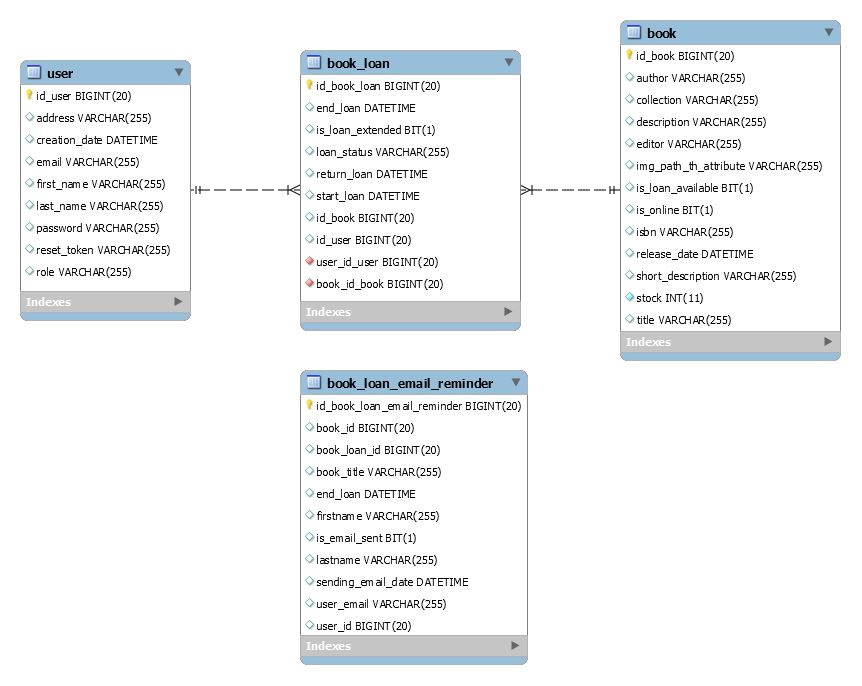 user
id_user BIGINT(20)
address VARCHAR(255)
creation_date DATETIME
email VARCHAR(255)
first_name VARCHAR(255)
last_name VARCHAR(255)
password VARCHAR(255)
reset_token VARCHAR(255)
role VARCHAR(255)
Indexes
book_loan
id_book_loan BIGINT(20)
end_loan DATETIME
is_loan_extended BIT(1)
loan_status VARCHAR(255)
return_loan DATETIME
start_loan DATETIME
id_book BIGINT(20)
id_user BIGINT(20)
user_id_user BIGINT(20)
book_id_book BIGINT(20)
Indexes
book
id_book BIGINT(20)
author VARCHAR(255)
collection VARCHAR(255)
description VARCHAR(255)
editor VARCHAR(255)
img_path_th_attribute VARCHAR(255)
is_loan_available BIT(1)
is_online BIT(1)
isbn VARCHAR(255)
release_date DATETIME
short_description VARCHAR(255)
stock INT(11)
title VARCHAR(255)
Indexes
book_loan_email_reminder
id_book_loan_email_reminder BIGINT(20)
book_id BIGINT(20)
book_loan_id BIGINT(20)
book_title VARCHAR(255)
end_loan DATETIME
firstname VARCHAR(255)
is_email_sent BIT(1)
lastname VARCHAR(255)
sending_email_date DATETIME
user_email VARCHAR(255)
user_id BIGINT(20)
Indexes